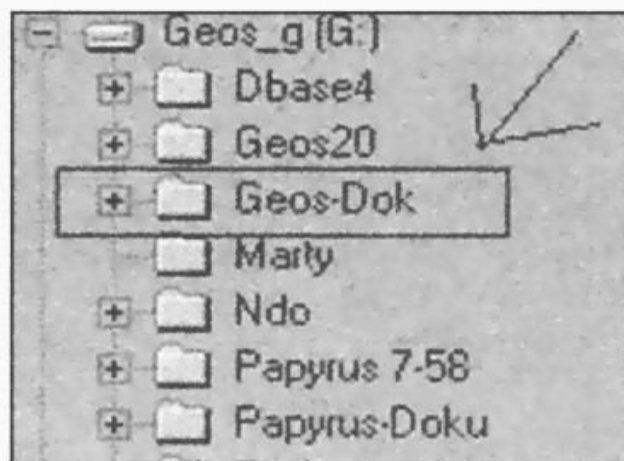 Geos_g (G:)
Dbase4
Geos20
Geos-Dok
Marty
Ndo
Papyrus 7-58
Papyrus-Doku